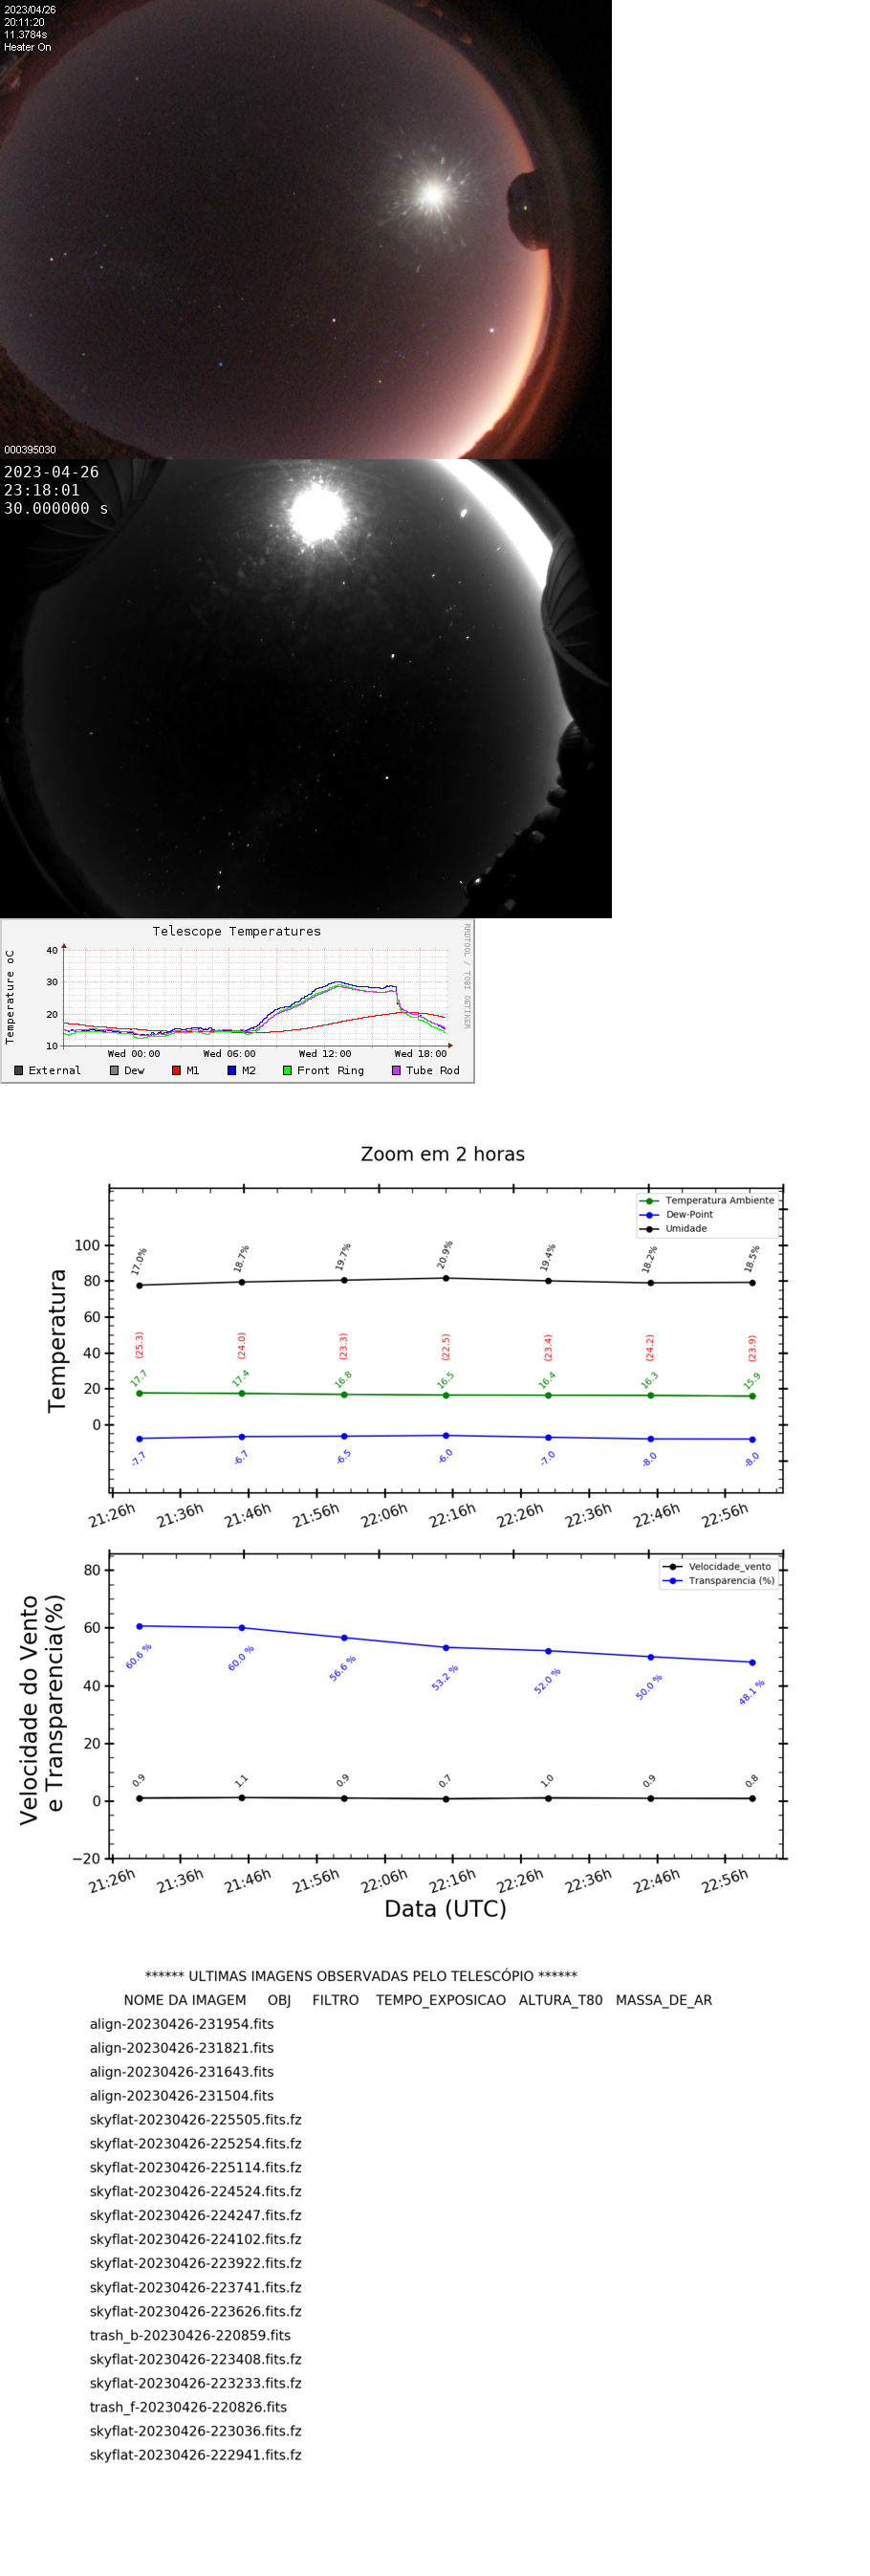 2023/04/26
20:11:20
11.3784s
Heater On
000395030
2023-04-26
23:18:01
30.000000 s
Telescope Temperatures
RRDTOOL / TOBI OETIKER
Temperature oC
40
30
20
10
Wed 00:00 Wed 06:00 Wed 12:00 Wed 18:00
External Dew M1 M2 Front Ring Tube Rod
Zoom em 2 horas
Temperatura Ambiente
Dew-Point
Umidade
Temperatura
100
80
60
40
20
0
17.0% 18.7% 19.7% 20.9% 19.4% 18.2% 18.5%
(25.3) (24.0) (23.3) (22.5) (23.4) (24.2) (23.9)
17.7 17.4 16.8 16.5 16.4 16.3 15.9
-7.7 -6.7 -6.5 -6.0 -7.0 -8.0 -8.0
21:26h 21:36h 21:46h 21:56h 22:06h 22:16h 22:26h 22:36h 22:46h 22:56h
Velocidade_vento
Transparencia (%)
Velocidade do Vento
e Transparencia(%)
80
60
40
20
0
−20
60.6 % 60.0 % 56.6 % 53.2 % 52.0 % 50.0 % 48.1 %
0.9 1.1 0.9 0.7 1.0 0.9 0.8
21:26h 21:36h 21:46h 21:56h 22:06h 22:16h 22:26h 22:36h 22:46h 22:56h
Data (UTC)
****** ULTIMAS IMAGENS OBSERVADAS PELO TELESCÓPIO ******
NOME DA IMAGEM OBJ FILTRO TEMPO_EXPOSICAO ALTURA_T80 MASSA_DE_AR
align-20230426-231954.fits
align-20230426-231821.fits
align-20230426-231643.fits
align-20230426-231504.fits
skyflat-20230426-225505.fits.fz
skyflat-20230426-225254.fits.fz
skyflat-20230426-225114.fits.fz
skyflat-20230426-224524.fits.fz
skyflat-20230426-224247.fits.fz
skyflat-20230426-224102.fits.fz
skyflat-20230426-223922.fits.fz
skyflat-20230426-223741.fits.fz
skyflat-20230426-223626.fits.fz
trash_b-20230426-220859.fits
skyflat-20230426-223408.fits.fz
skyflat-20230426-223233.fits.fz
trash_f-20230426-220826.fits
skyflat-20230426-223036.fits.fz
skyflat-20230426-222941.fits.fz